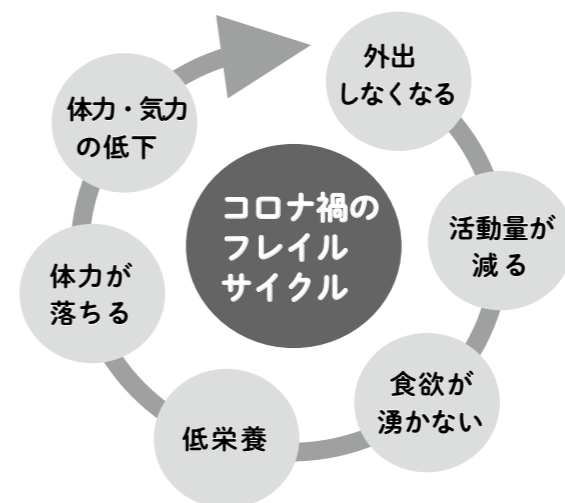 コロナ禍の
フレイル
サイクル
外出
しなくなる
活動量が
減る
食欲が
湧かない
低栄養
体力が
落ちる
体力・気力
の低下